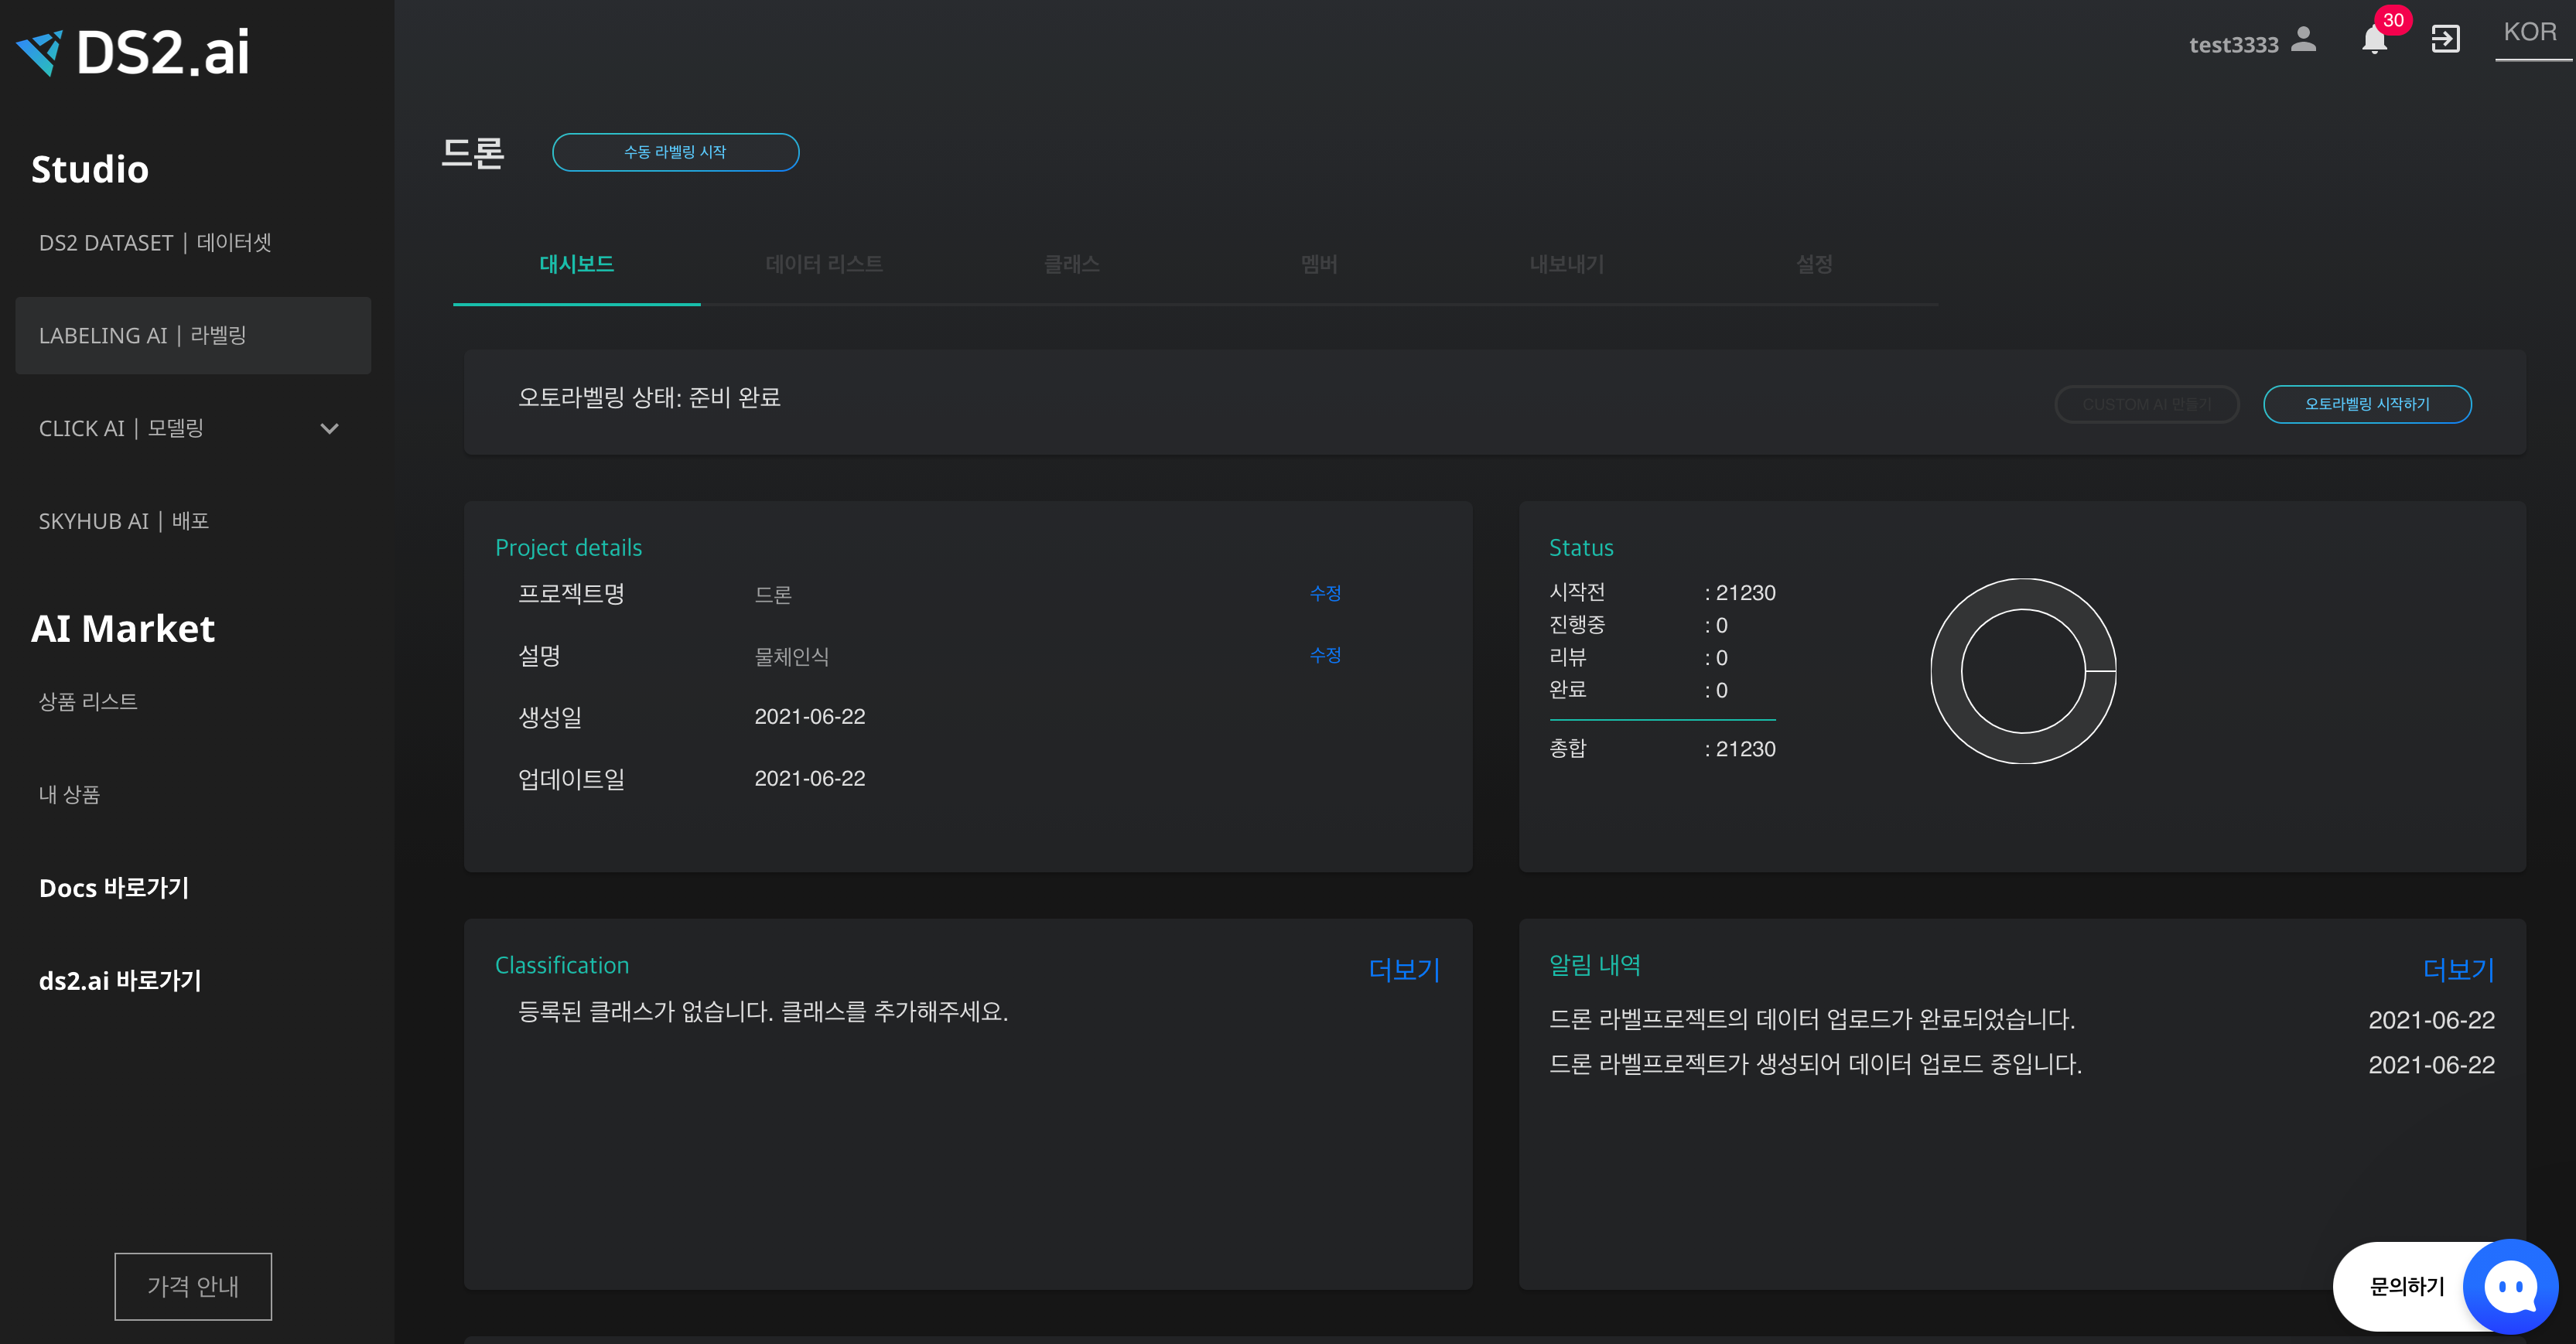 DS2.ai
test3333
30
KOR
Studio
DS2 DATASET | 데이터셋
LABELING AI | 라벨링
CLICK AI | 모델링
SKYHUB AI | 배포
AI Market
상품 리스트
내 상품
Docs 바로가기
ds2.ai 바로가기
가격 안내
드론
수동 라벨링 시작
대시보드
데이터 리스트
클래스
멤버
내보내기
설정
오토라벨링 상태: 준비 완료
CUSTOM AI 만들기
오토라벨링 시작하기
Project details
프로젝트명 드론 수정
설명 물체인식 수정
생성일 2021-06-22
업데이트일 2021-06-22
Status
시작전 : 21230
진행중 : 0
리뷰 : 0
완료 : 0
총합 : 21230
Classification 더보기
등록된 클래스가 없습니다. 클래스를 추가해주세요.
알림 내역 더보기
드론 라벨프로젝트의 데이터 업로드가 완료되었습니다. 2021-06-22
드론 라벨프로젝트가 생성되어 데이터 업로드 중입니다. 2021-06-22
문의하기